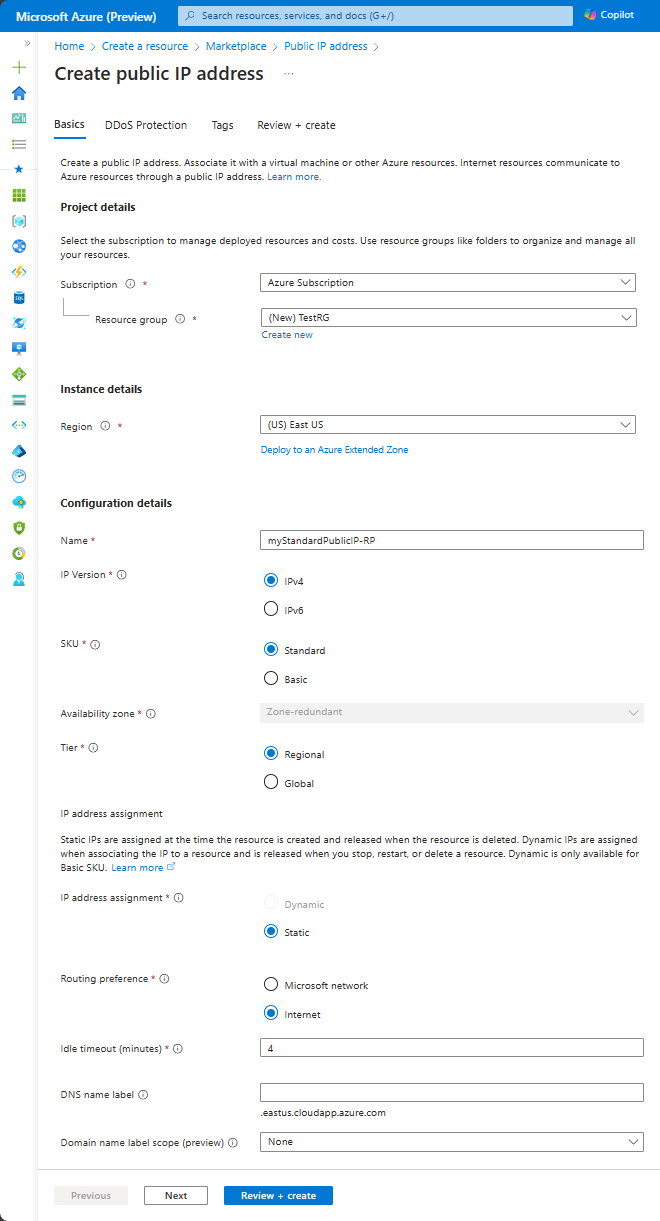 Microsoft Azure (Preview)
Search resources, services, and docs (G+/)
Copilot
Home > Create a resource > Marketplace > Public IP address >
Create public IP address ...
Basics
DDoS Protection
Tags
Review + create
Create a public IP address. Associate it with a virtual machine or other Azure resources. Internet resources communicate to
Azure resources through a public IP address. Learn more.
Project details
Select the subscription to manage deployed resources and costs. Use resource groups like folders to organize and manage all
your resources.
Subscription *
Azure Subscription
Resource group *
(New) TestRG
Create new
Instance details
Region *
(US) East US
Deploy to an Azure Extended Zone
Configuration details
Name *
myStandardPublicIP-RP
IP Version *
IPv4
IPv6
SKU *
Standard
Basic
Availability zone *
Zone-redundant
Tier *
Regional
Global
IP address assignment
Static IPs are assigned at the time the resource is created and released when the resource is deleted. Dynamic IPs are assigned
when associating the IP to a resource and is released when you stop, restart, or delete a resource. Dynamic is only available for
Basic SKU. Learn more
IP address assignment *
Dynamic
Static
Routing preference *
Microsoft network
Internet
Idle timeout (minutes) *
4
DNS name label
.eastus.cloudapp.azure.com
Domain name label scope (preview)
None
Previous
Next
Review + create